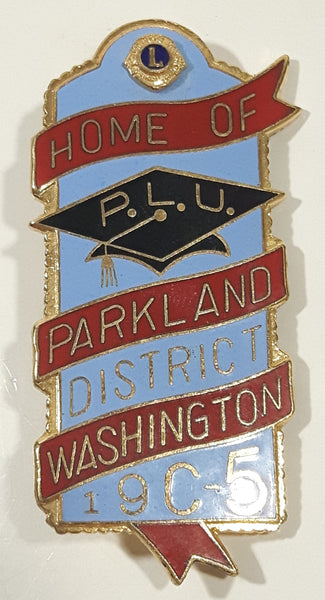 L
HOME OF
P.L.U.
PARKLAND
DISTRICT
WASHINGTON
19C-5